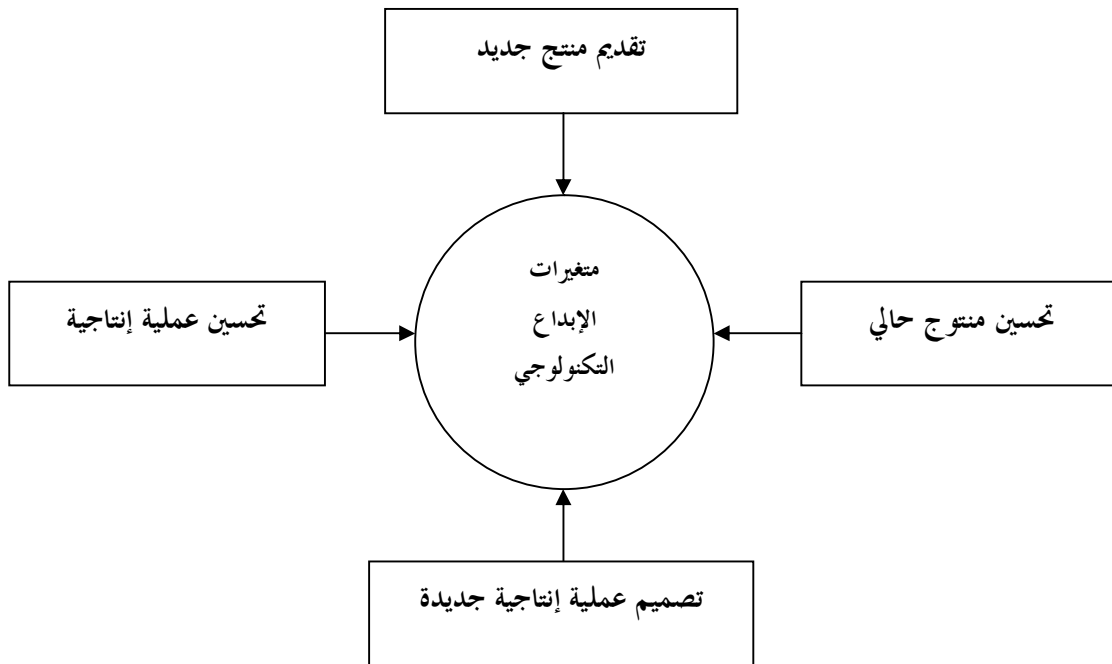 تقديم منتج جديد
متغيرات
الإبداع
التكنولوجي
تحسين منتوج حالي
تحسين عملية إنتاجية
تصميم عملية إنتاجية جديدة